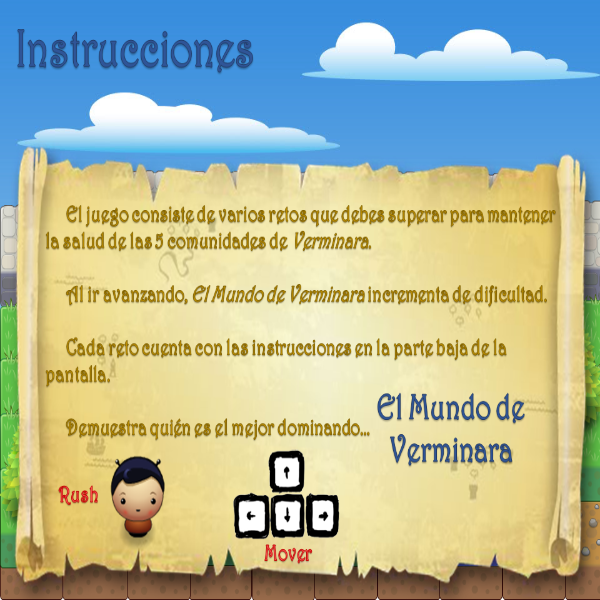 Instrucciones
El juego consiste de varios retos que debes superar para mantener
la salud de las 5 comunidades de Verminara.
Al ir avanzando, El Mundo de Verminara incrementa de dificultad.
Cada reto cuenta con las instrucciones en la parte baja de la
pantalla.
Demuestra quién es el mejor dominando...
El Mundo de
Verminara
Rush
↑
← ↓ →
Mover